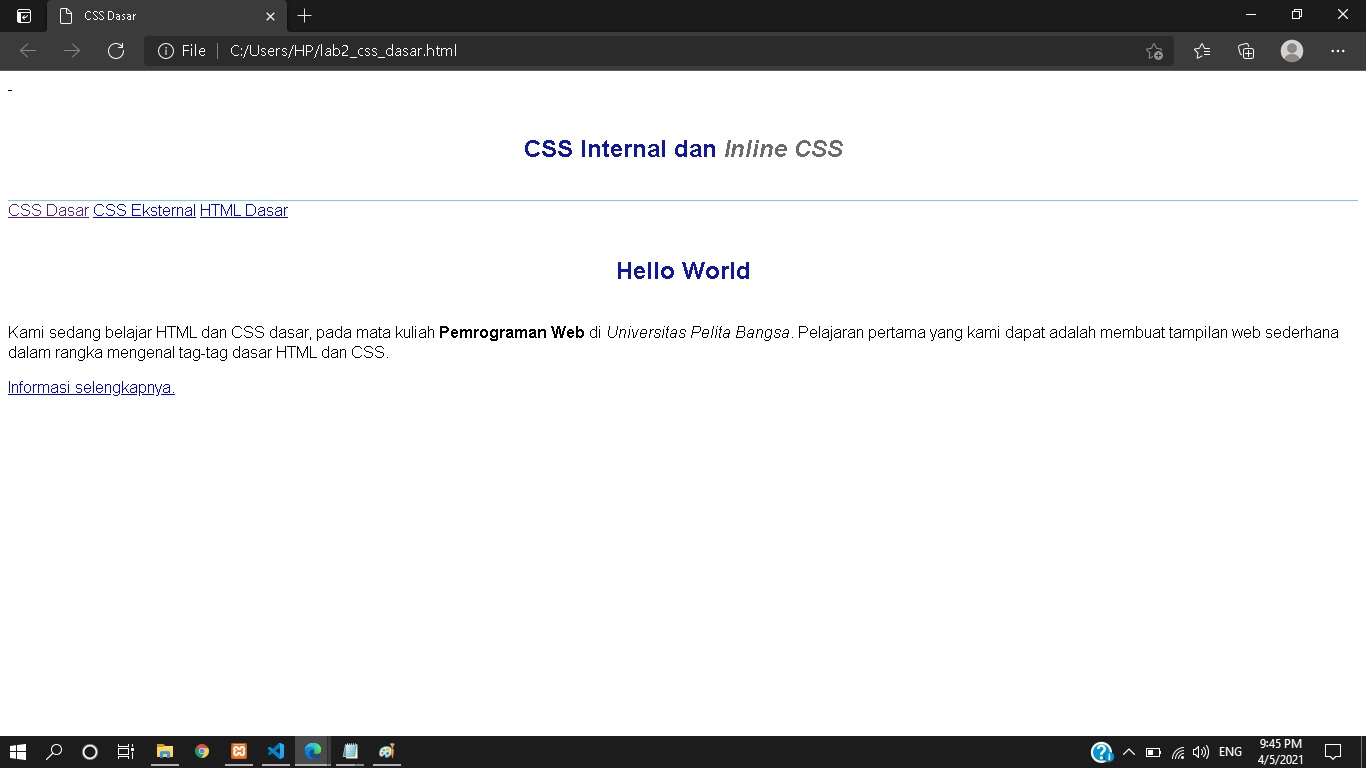 CSS Dasar
File
C:/Users/HP/lab2_css_dasar.html
-
CSS Internal dan Inline CSS
CSS Dasar CSS Eksternal HTML Dasar
Hello World
Kami sedang belajar HTML dan CSS dasar, pada mata kuliah Pemrograman Web di Universitas Pelita Bangsa. Pelajaran pertama yang kami dapat adalah membuat tampilan web sederhana
dalam rangka mengenal tag-tag dasar HTML dan CSS.
Informasi selengkapnya.
ENG
9:45 PM
4/5/2021